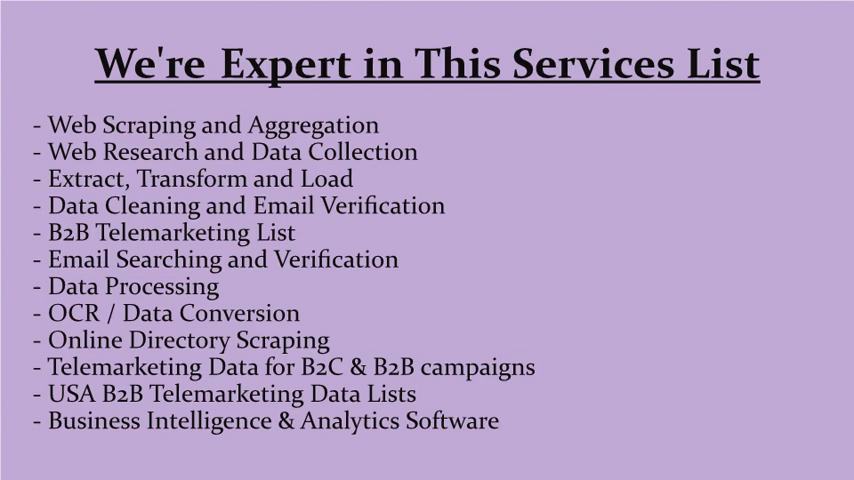 We're Expert in This Services List
- Web Scraping and Aggregation
- Web Research and Data Collection
- Extract, Transform and Load
- Data Cleaning and Email Verification
- B2B Telemarketing List
- Email Searching and Verification
- Data Processing
- OCR / Data Conversion
- Online Directory Scraping
- Telemarketing Data for B2C & B2B campaigns
- USA B2B Telemarketing Data Lists
- Business Intelligence & Analytics Software